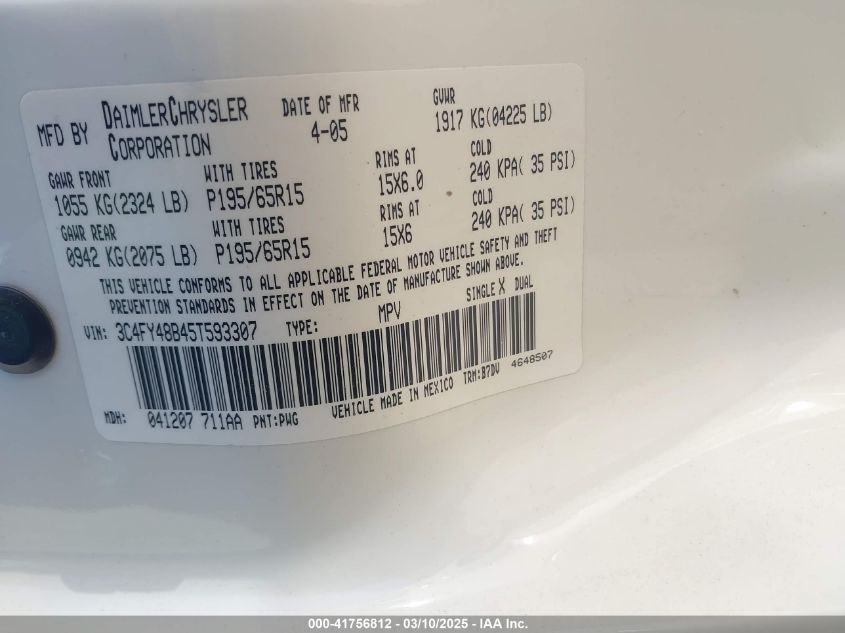 MFD BY DAIMLERCHRYSLER CORPORATION DATE OF MFR 4-05 GVWR 1917 KG(04225 LB)
GAWR FRONT WITH TIRES RIMS AT COLD
1055 KG(2324 LB) P195/65R15 15X6.0 240 KPA( 35 PSI)
GAWR REAR WITH TIRES RIMS AT COLD
0942 KG(2075 LB) P195/65R15 15X6 240 KPA( 35 PSI)
THIS VEHICLE CONFORMS TO ALL APPLICABLE FEDERAL MOTOR VEHICLE SAFETY AND THEFT
PREVENTION STANDARDS IN EFFECT ON THE DATE OF MANUFACTURE SHOWN ABOVE.
VIN: 3C4FY48B45T593307 TYPE: MPV SINGLE X DUAL
MDH: 041207 711AA PNT:PWG VEHICLE MADE IN MEXICO TRM:B7DV 4648507
000-41756812 - 03/10/2025 - IAA Inc.